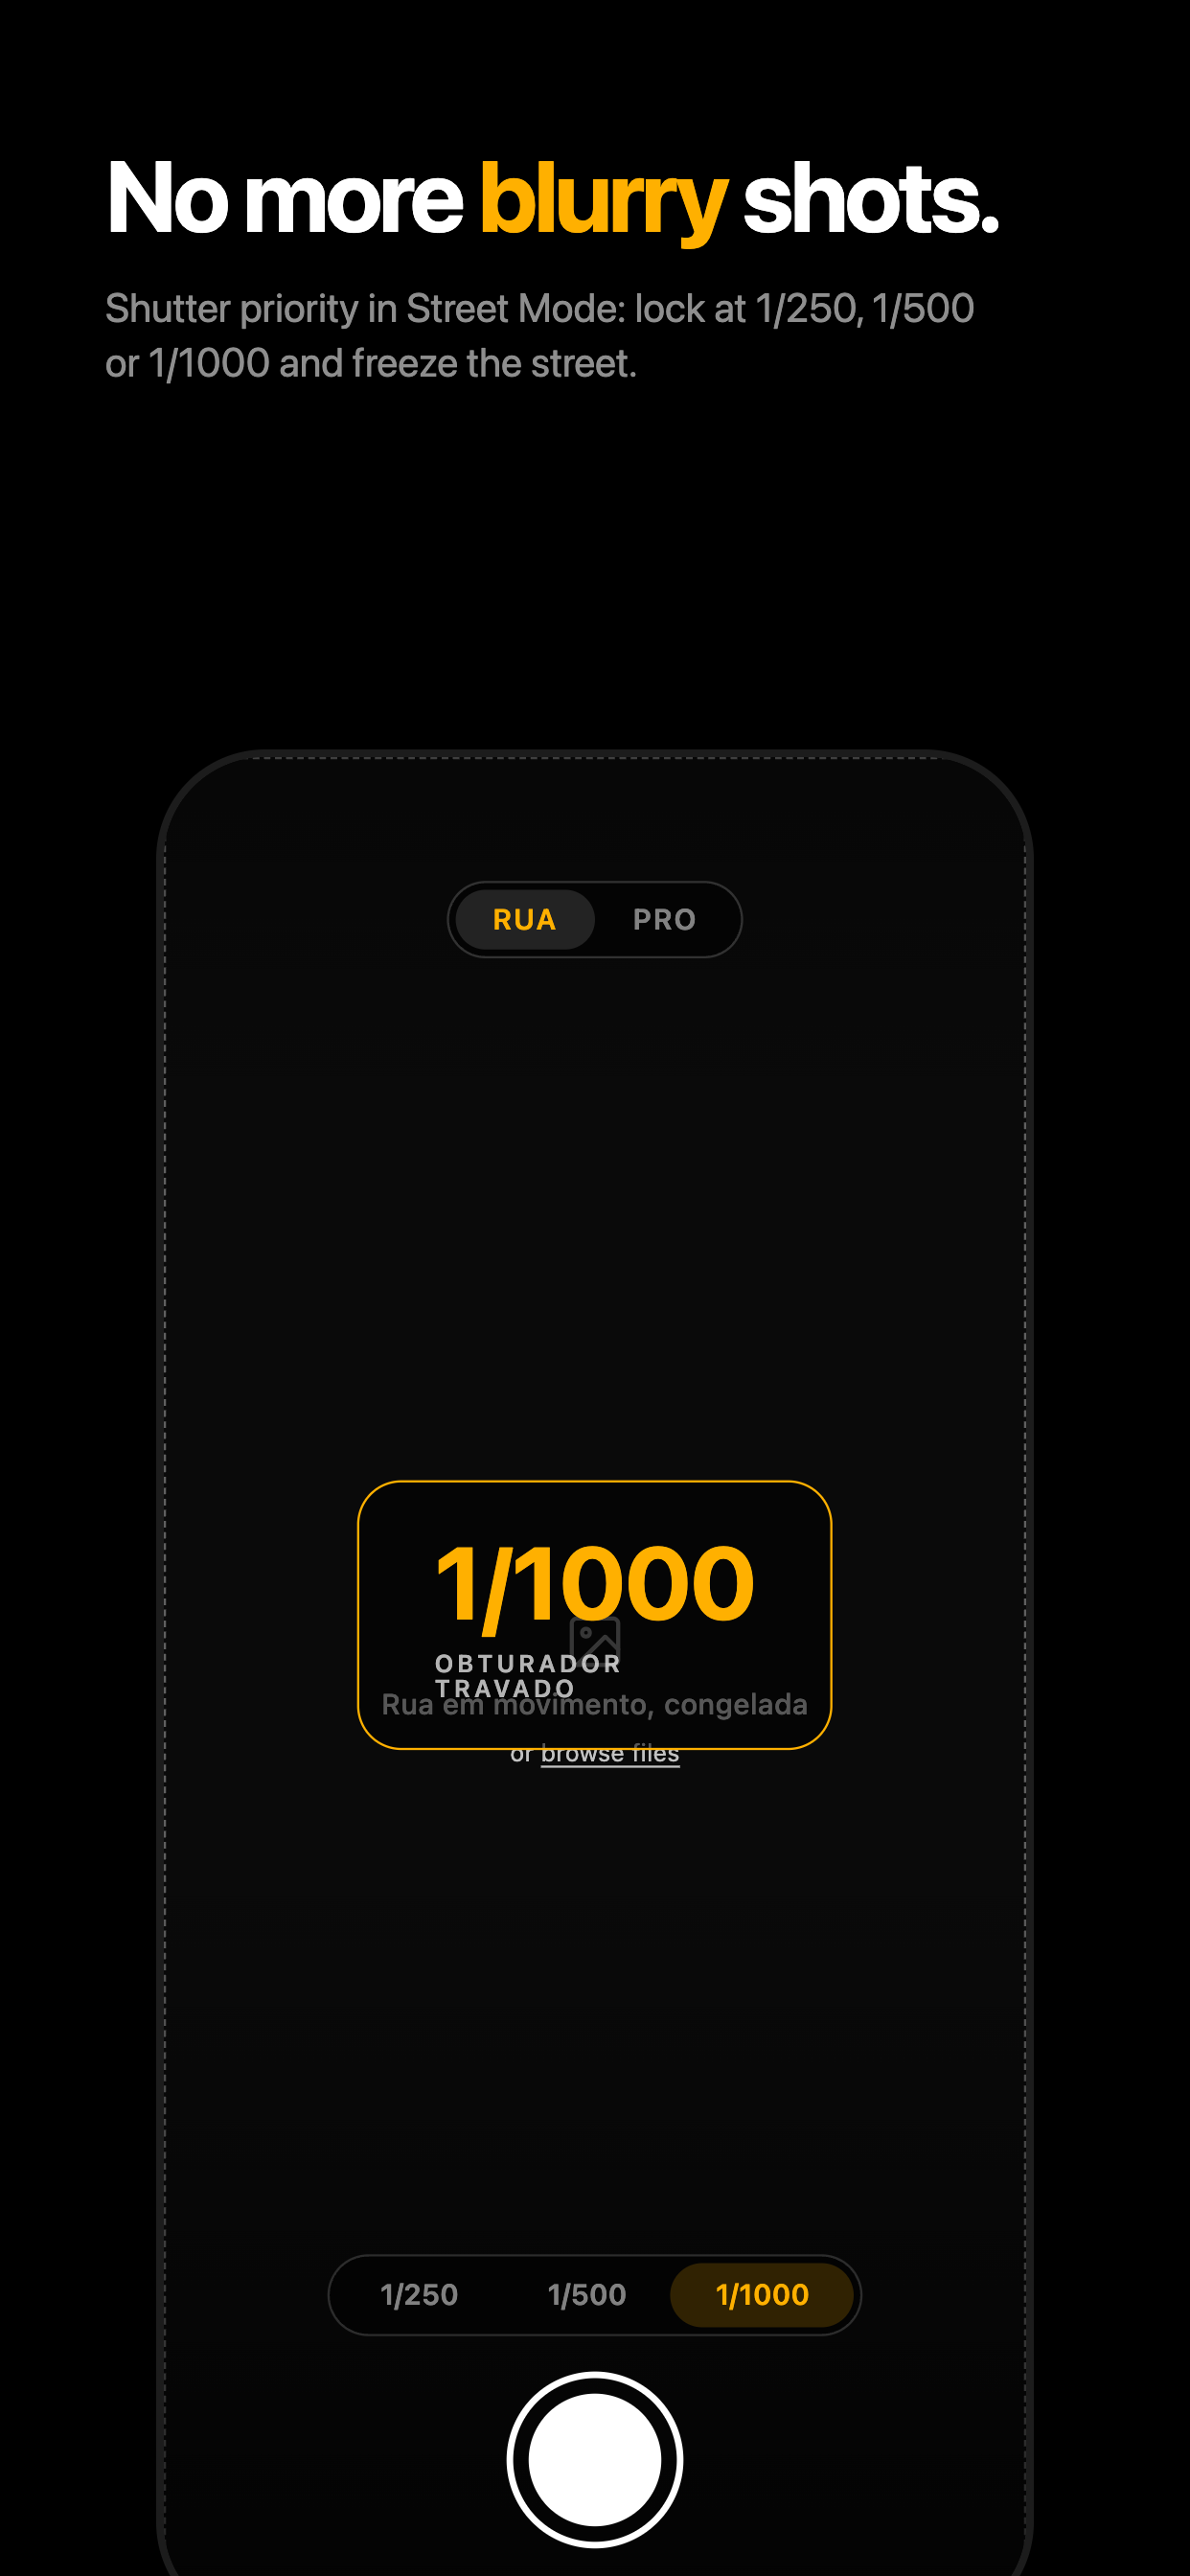 No more blurry shots.
Shutter priority in Street Mode: lock at 1/250, 1/500
or 1/1000 and freeze the street.
RUA PRO
1/1000
OBTURADOR
TRAVADO
Rua em movimento, congelada
or browse files
1/250 1/500 1/1000